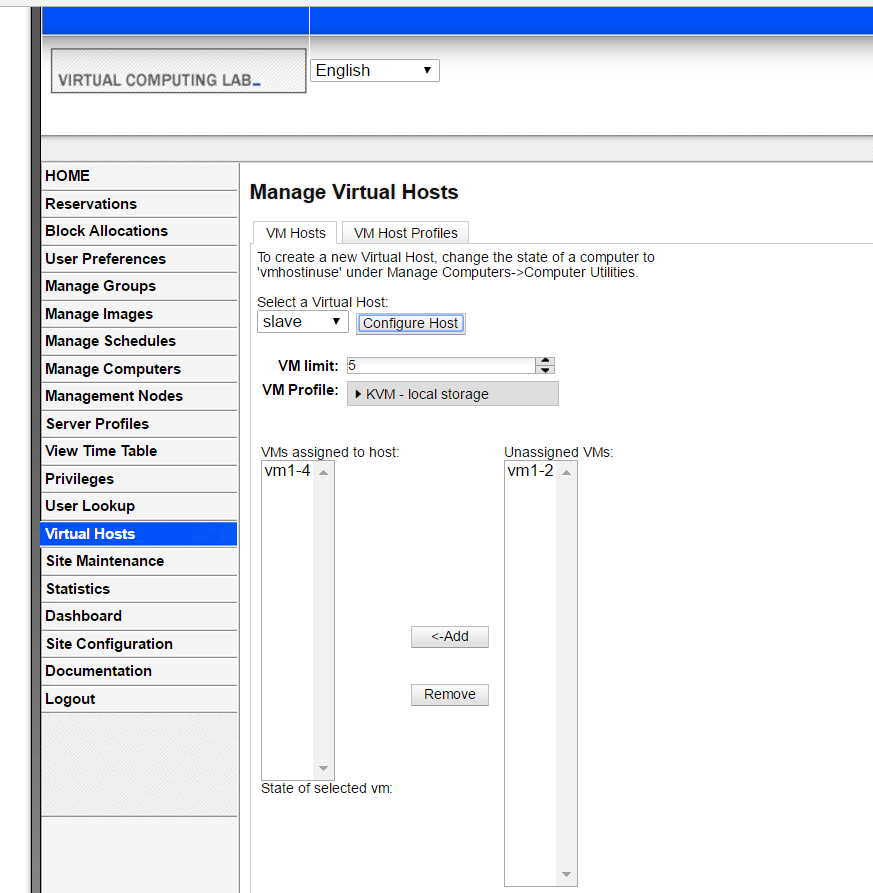 VIRTUAL COMPUTING LAB_
English
HOME
Reservations
Block Allocations
User Preferences
Manage Groups
Manage Images
Manage Schedules
Manage Computers
Management Nodes
Server Profiles
View Time Table
Privileges
User Lookup
Virtual Hosts
Site Maintenance
Statistics
Dashboard
Site Configuration
Documentation
Logout
Manage Virtual Hosts
VM Hosts VM Host Profiles
To create a new Virtual Host, change the state of a computer to
'vmhostinuse' under Manage Computers->Computer Utilities.
Select a Virtual Host:
slave Configure Host
VM limit: 5
VM Profile: KVM - local storage
VMs assigned to host: Unassigned VMs:
vm1-4 vm1-2
<-Add
Remove
State of selected vm: